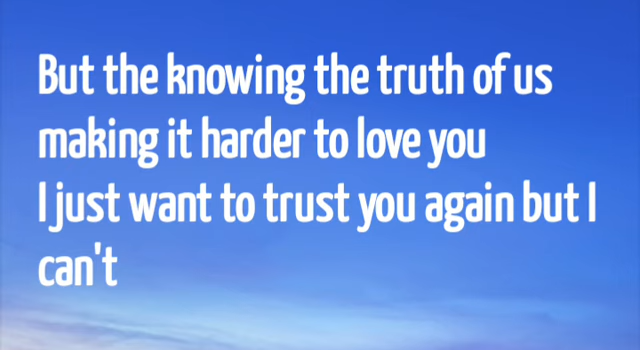 But the knowing the truth of us
making it harder to love you
I just want to trust you again but I
can't